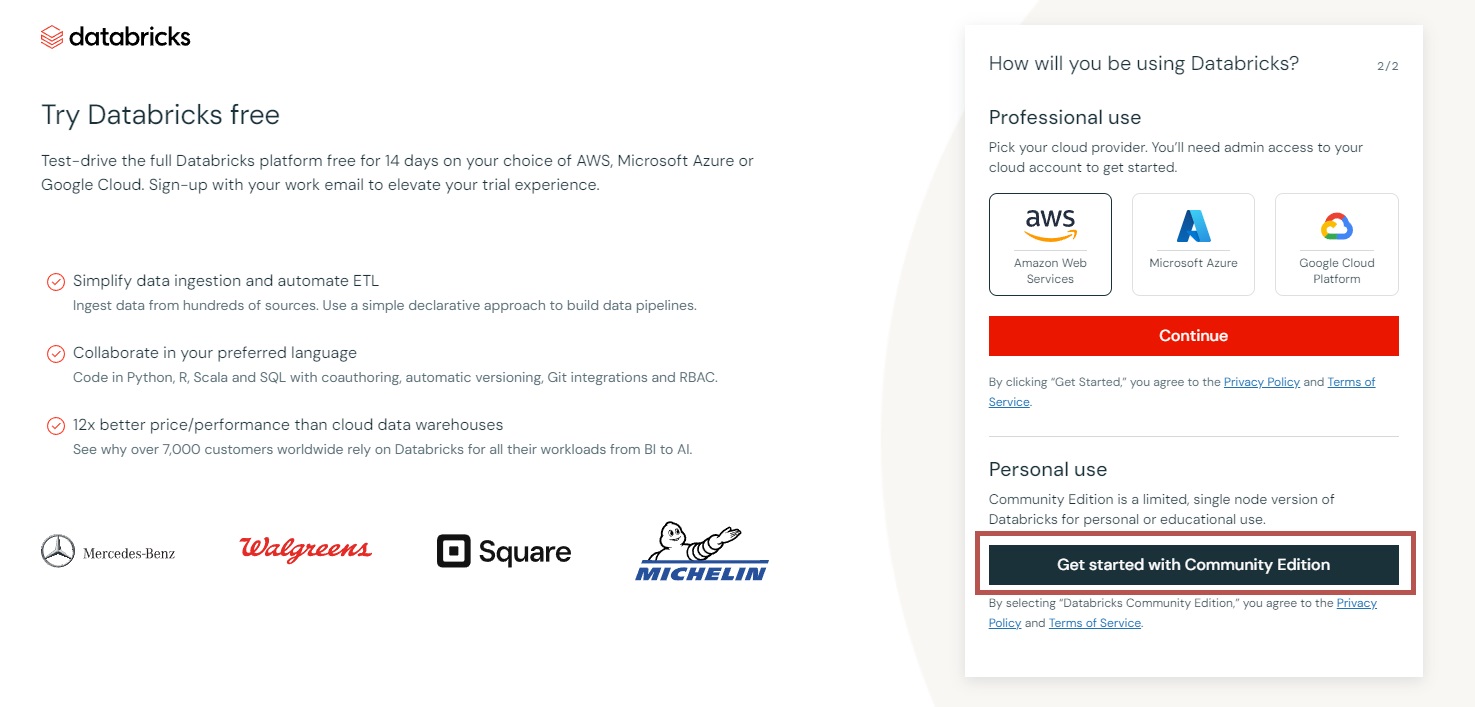 databricks
Try Databricks free
Test-drive the full Databricks platform free for 14 days on your choice of AWS, Microsoft Azure or
Google Cloud. Sign-up with your work email to elevate your trial experience.
Simplify data ingestion and automate ETL
Ingest data from hundreds of sources. Use a simple declarative approach to build data pipelines.
Collaborate in your preferred language
Code in Python, R, Scala and SQL with coauthoring, automatic versioning, Git integrations and RBAC.
12x better price/performance than cloud data warehouses
See why over 7,000 customers worldwide rely on Databricks for all their workloads from BI to AI.
Mercedes-Benz
Walgreens
Square
MICHELIN
How will you be using Databricks?
2/2
Professional use
Pick your cloud provider. You’ll need admin access to your
cloud account to get started.
aws
Amazon Web
Services
Microsoft Azure
Google Cloud
Platform
Continue
By clicking “Get Started,” you agree to the Privacy Policy and Terms of
Service.
Personal use
Community Edition is a limited, single node version of
Databricks for personal or educational use.
Get started with Community Edition
By selecting “Databricks Community Edition,” you agree to the Privacy
Policy and Terms of Service.